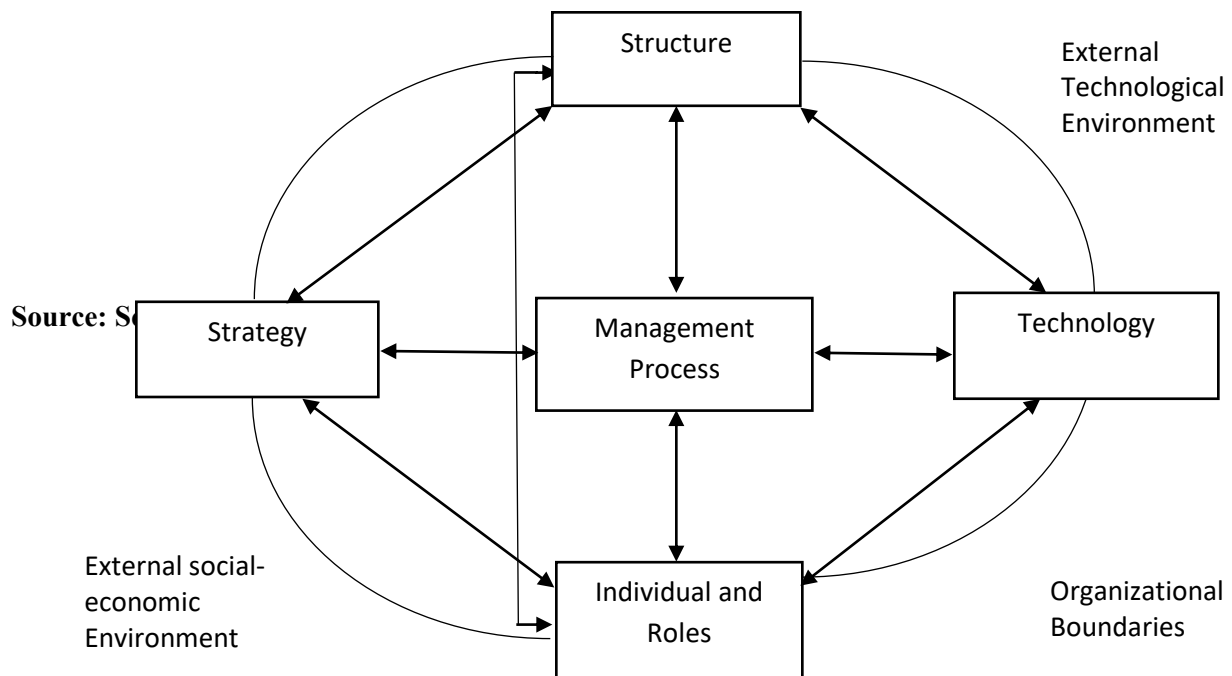 Structure
External
Technological
Environment
Source:
Strategy
Management
Process
Technology
External social-
economic
Environment
Individual and
Roles
Organizational
Boundaries